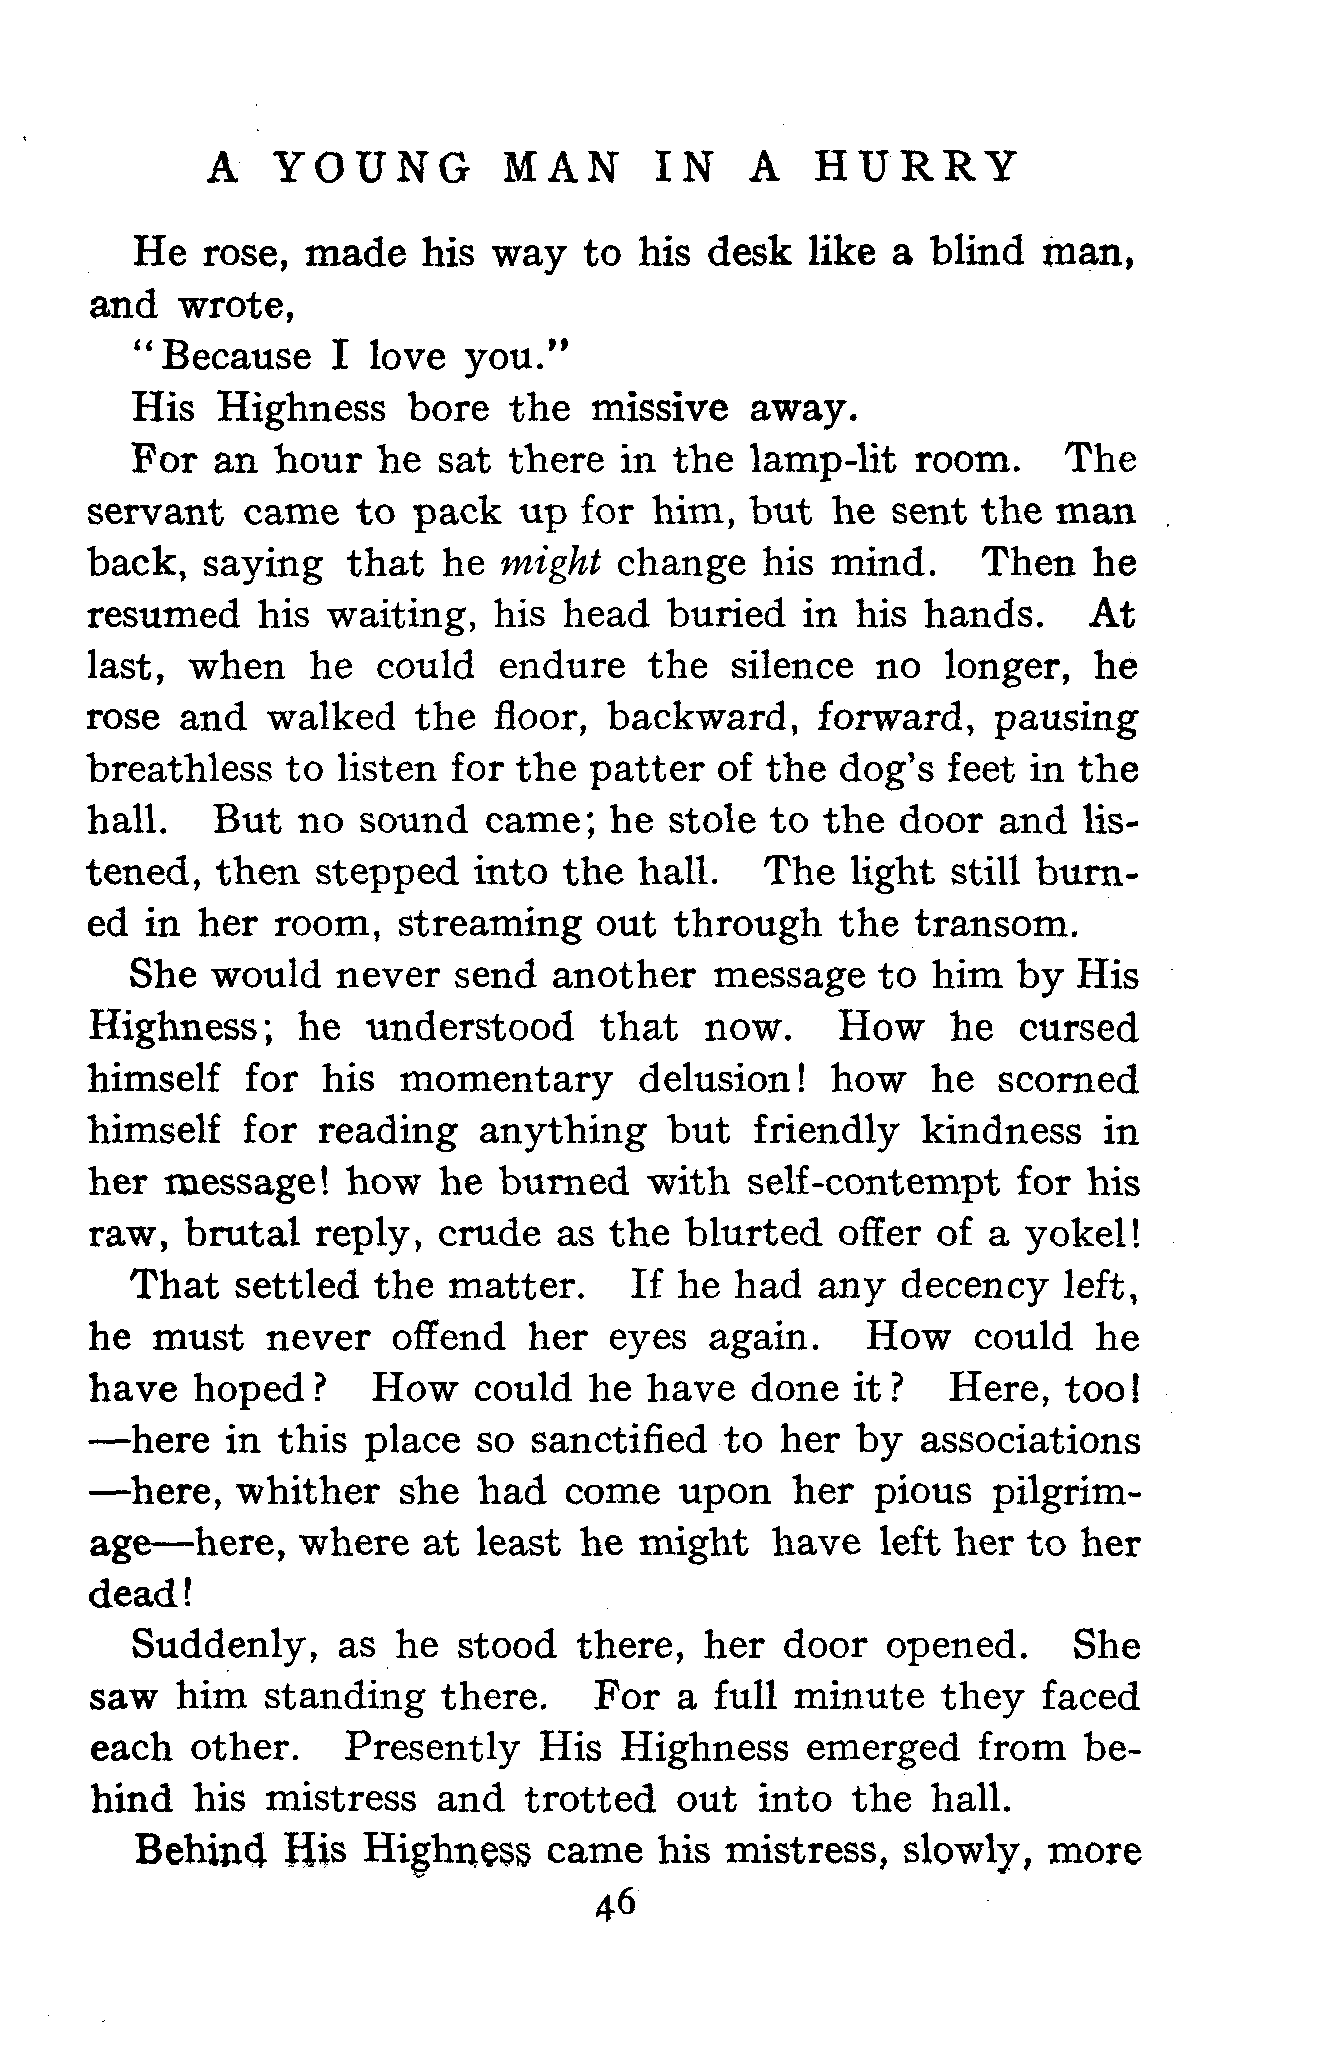 A YOUNG MAN IN A HURRY
He rose, made his way to his desk like a blind man,
and wrote,
"Because I love you."
His Highness bore the missive away.
For an hour he sat there in the lamp-lit room. The
servant came to pack up for him, but he sent the man
back, saying that he might change his mind. Then he
resumed his waiting, his head buried in his hands. At
last, when he could endure the silence no longer, he
rose and walked the floor, backward, forward, pausing
breathless to listen for the patter of the dog's feet in the
hall. But no sound came; he stole to the door and lis-
tened, then stepped into the hall. The light still burn-
ed in her room, streaming out through the transom.
She would never send another message to him by His
Highness; he understood that now. How he cursed
himself for his momentary delusion! how he scorned
himself for reading anything but friendly kindness in
her message! how he burned with self-contempt for his
raw, brutal reply, crude as the blurted offer of a yokel!
That settled the matter. If he had any decency left,
he must never offend her eyes again. How could he
have hoped? How could he have done it? Here, too!
—here in this place so sanctified to her by associations
—here, whither she had come upon her pious pilgrim-
age—here, where at least he might have left her to her
dead!
Suddenly, as he stood there, her door opened. She
saw him standing there. For a full minute they faced
each other. Presently His Highness emerged from be-
hind his mistress and trotted out into the hall.
Behind His Highness came his mistress, slowly, more
46